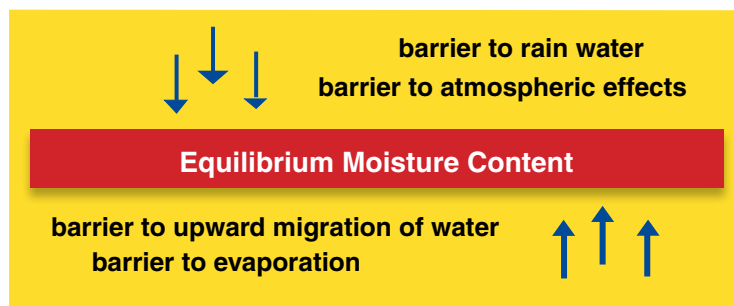 barrier to rain water
barrier to atmospheric effects
Equilibrium Moisture Content
barrier to upward migration of water
barrier to evaporation